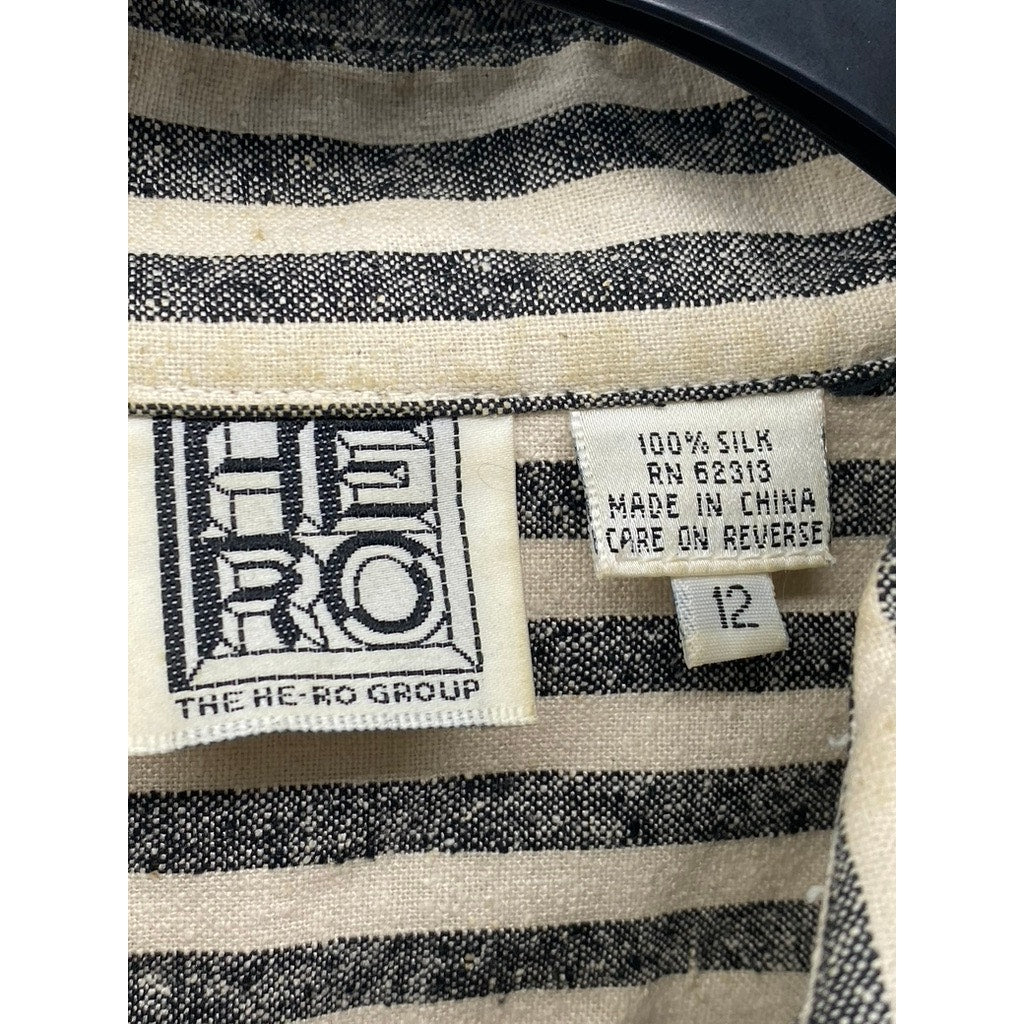 HE
RO
THE HE-RO GROUP
100% SILK
RN 62313
MADE IN CHINA
CARE ON REVERSE
12